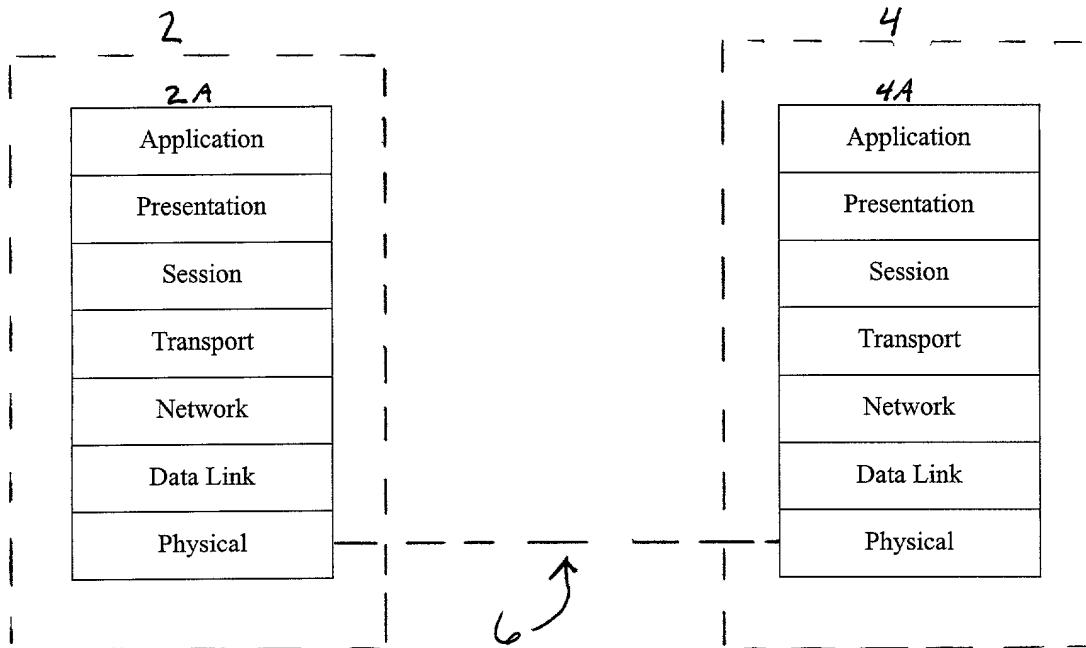 2
2A
Application
Presentation
Session
Transport
Network
Data Link
Physical
4
4A
Application
Presentation
Session
Transport
Network
Data Link
Physical
6